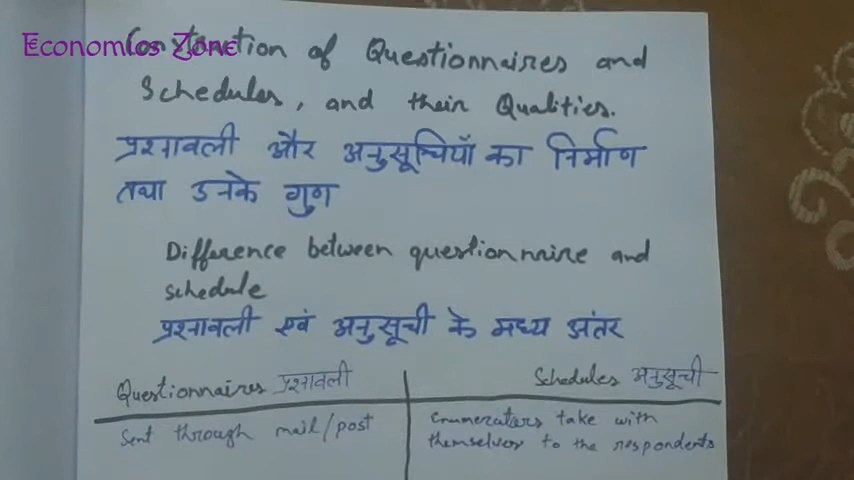 Economics Zone
Construction of Questionnaires and
Schedules, and their Qualities.
प्रश्नावली और अनुसूचियाँ का निर्माण
तथा उनके गुण
Difference between questionnaire and
schedule
प्रश्नावली एवं अनुसूची के मध्य अंतर
Questionnaires प्रश्नावली
Schedules अनुसूची
Sent through mail/post
Enumerators take with
themselves to the respondents